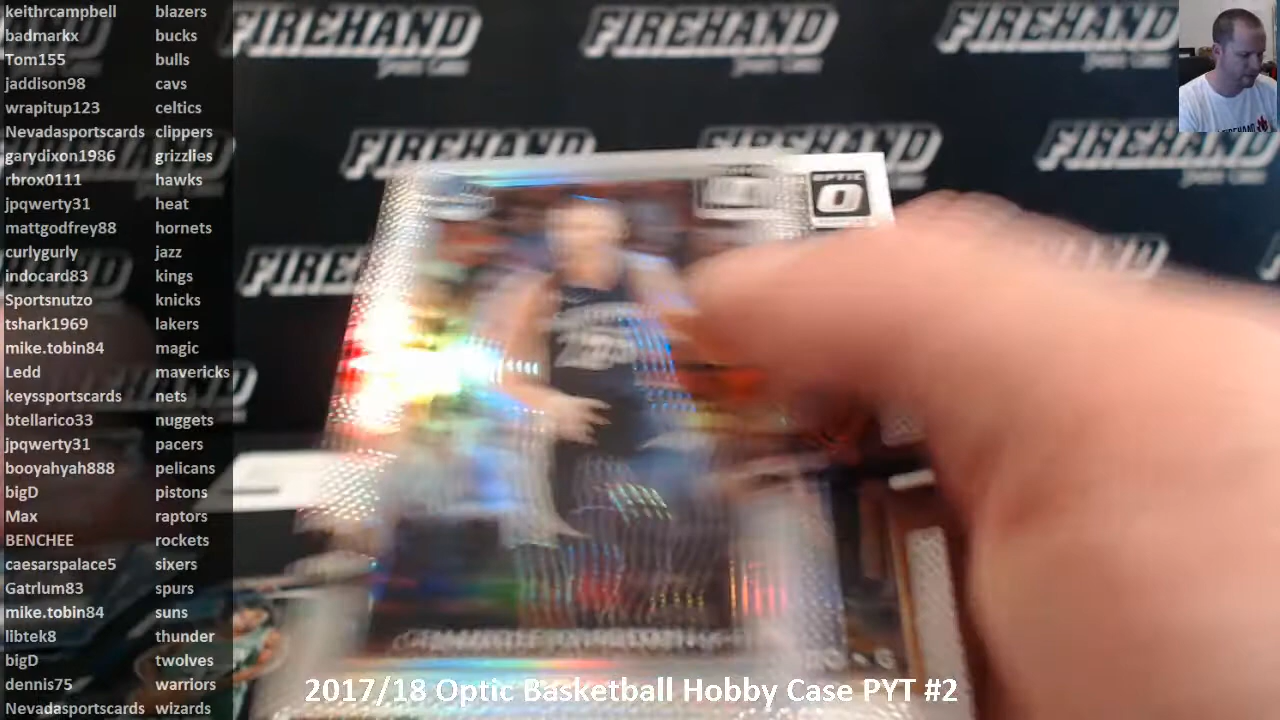 keithrcampbell blazers
badmarkx bucks
Tom155 bulls
jaddison98 cavs
wrapitup123 celtics
Nevadasportscards clippers
garydixon1986 grizzlies
rbrox0111 hawks
jpqwerty31 heat
mattgodfrey88 hornets
curlygurly jazz
indocard83 kings
Sportsnutzo knicks
tshark1969 lakers
mike.tobin84 magic
Ledd mavericks
keyssportscards nets
btellarico33 nuggets
jpqwerty31 pacers
booyahyah888 pelicans
bigD pistons
Max raptors
BENCHEE rockets
caesarspalace5 sixers
Gatrlum83 spurs
mike.tobin84 suns
libtek8 thunder
bigD twolves
dennis75 warriors
Nevadasportscards wizards
FIREHAND FIREHAND FIREHAND
FIREHAND FIREHAND FIREHAND
FIREHAND
OPTIC
2017/18 Optic Basketball Hobby Case PYT #2